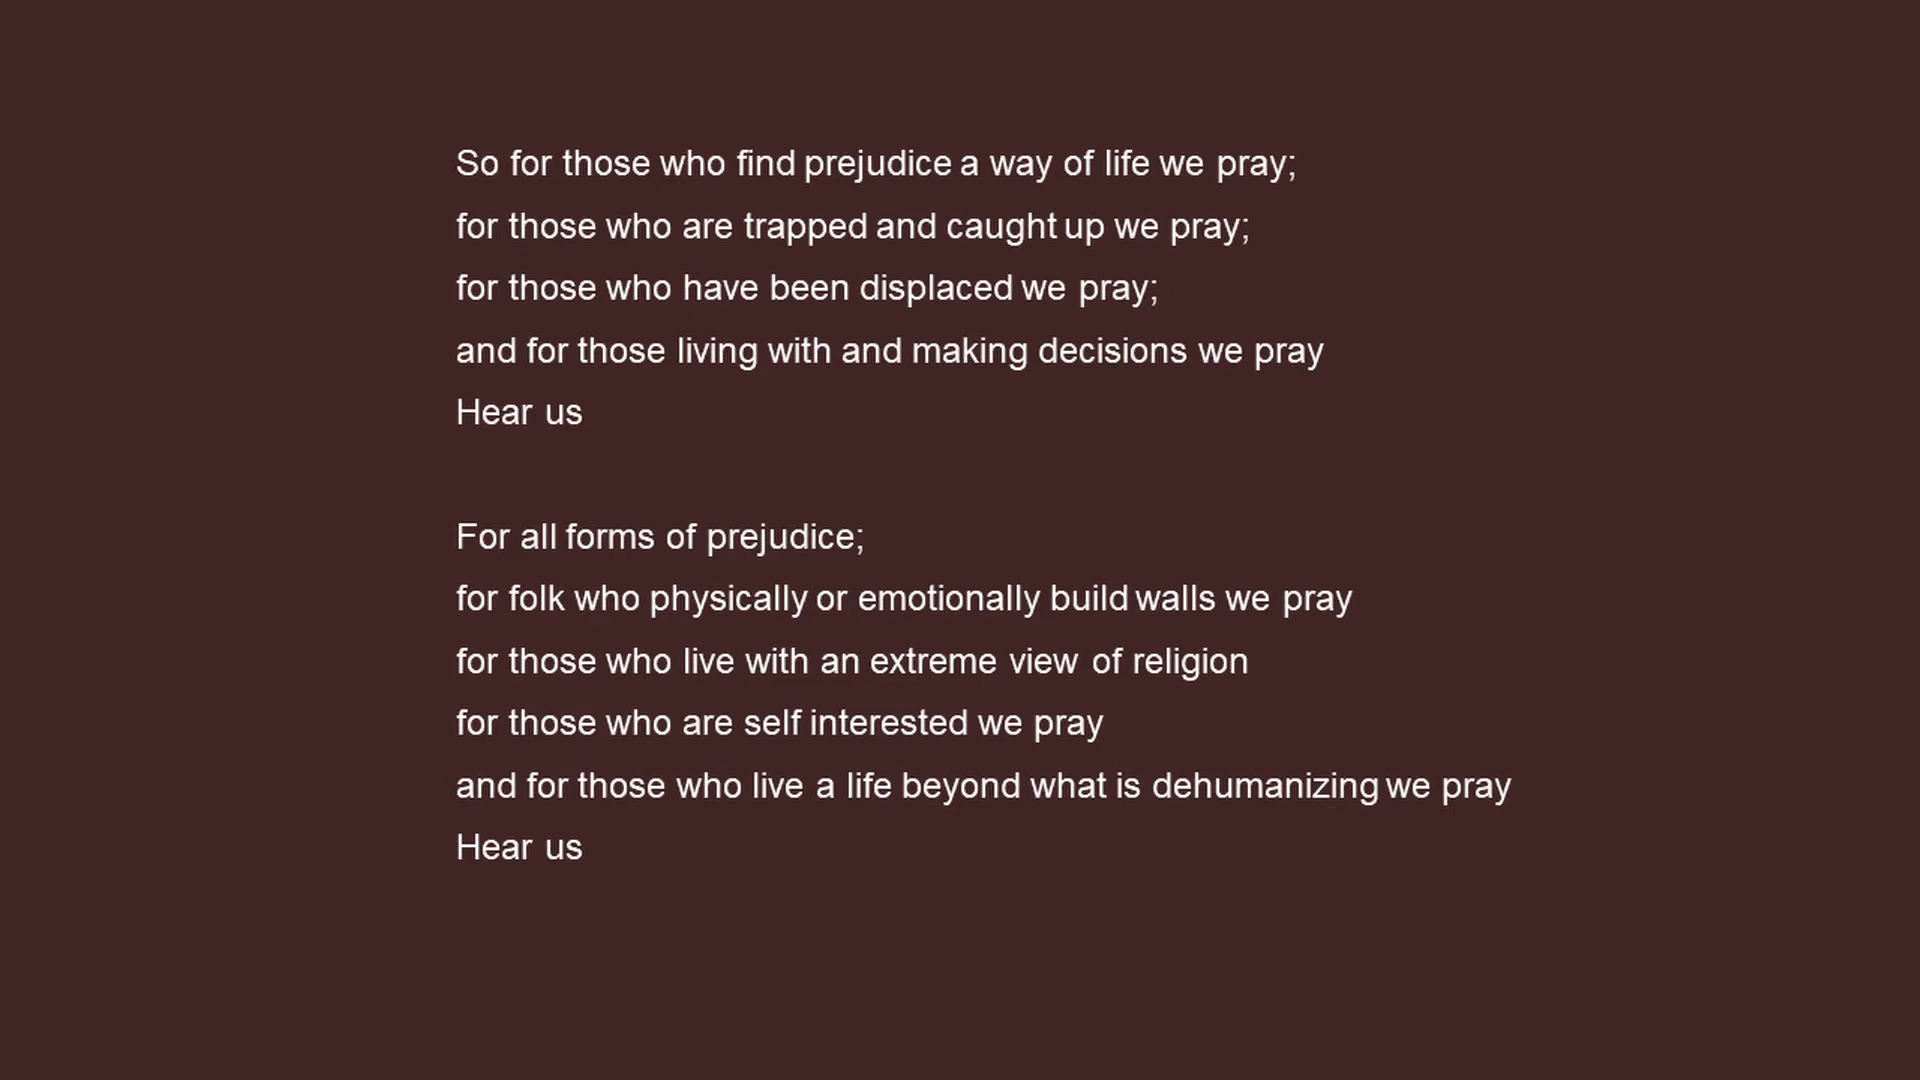 So for those who find prejudice a way of life we pray;
for those who are trapped and caught up we pray;
for those who have been displaced we pray;
and for those living with and making decisions we pray
Hear us
For all forms of prejudice;
for folk who physically or emotionally build walls we pray
for those who live with an extreme view of religion
for those who are self interested we pray
and for those who live a life beyond what is dehumanizing we pray
Hear us